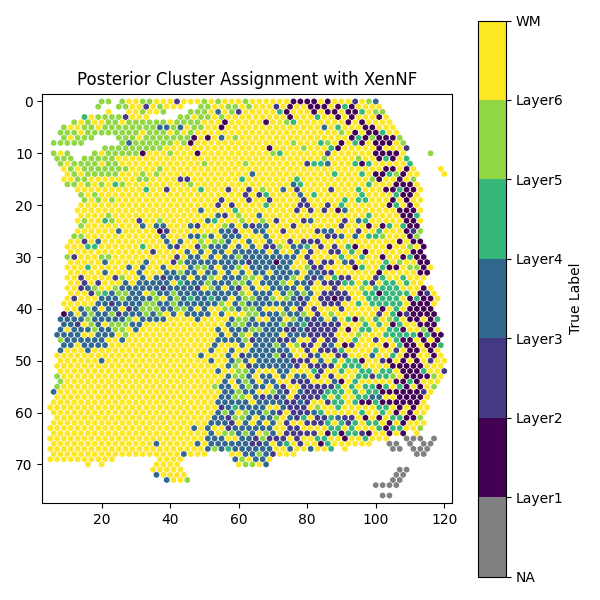 Posterior Cluster Assignment with XenNF
0
10
20
30
40
50
60
70
20
40
60
80
100
120
WM
Layer6
Layer5
Layer4
Layer3
Layer2
Layer1
NA
True Label